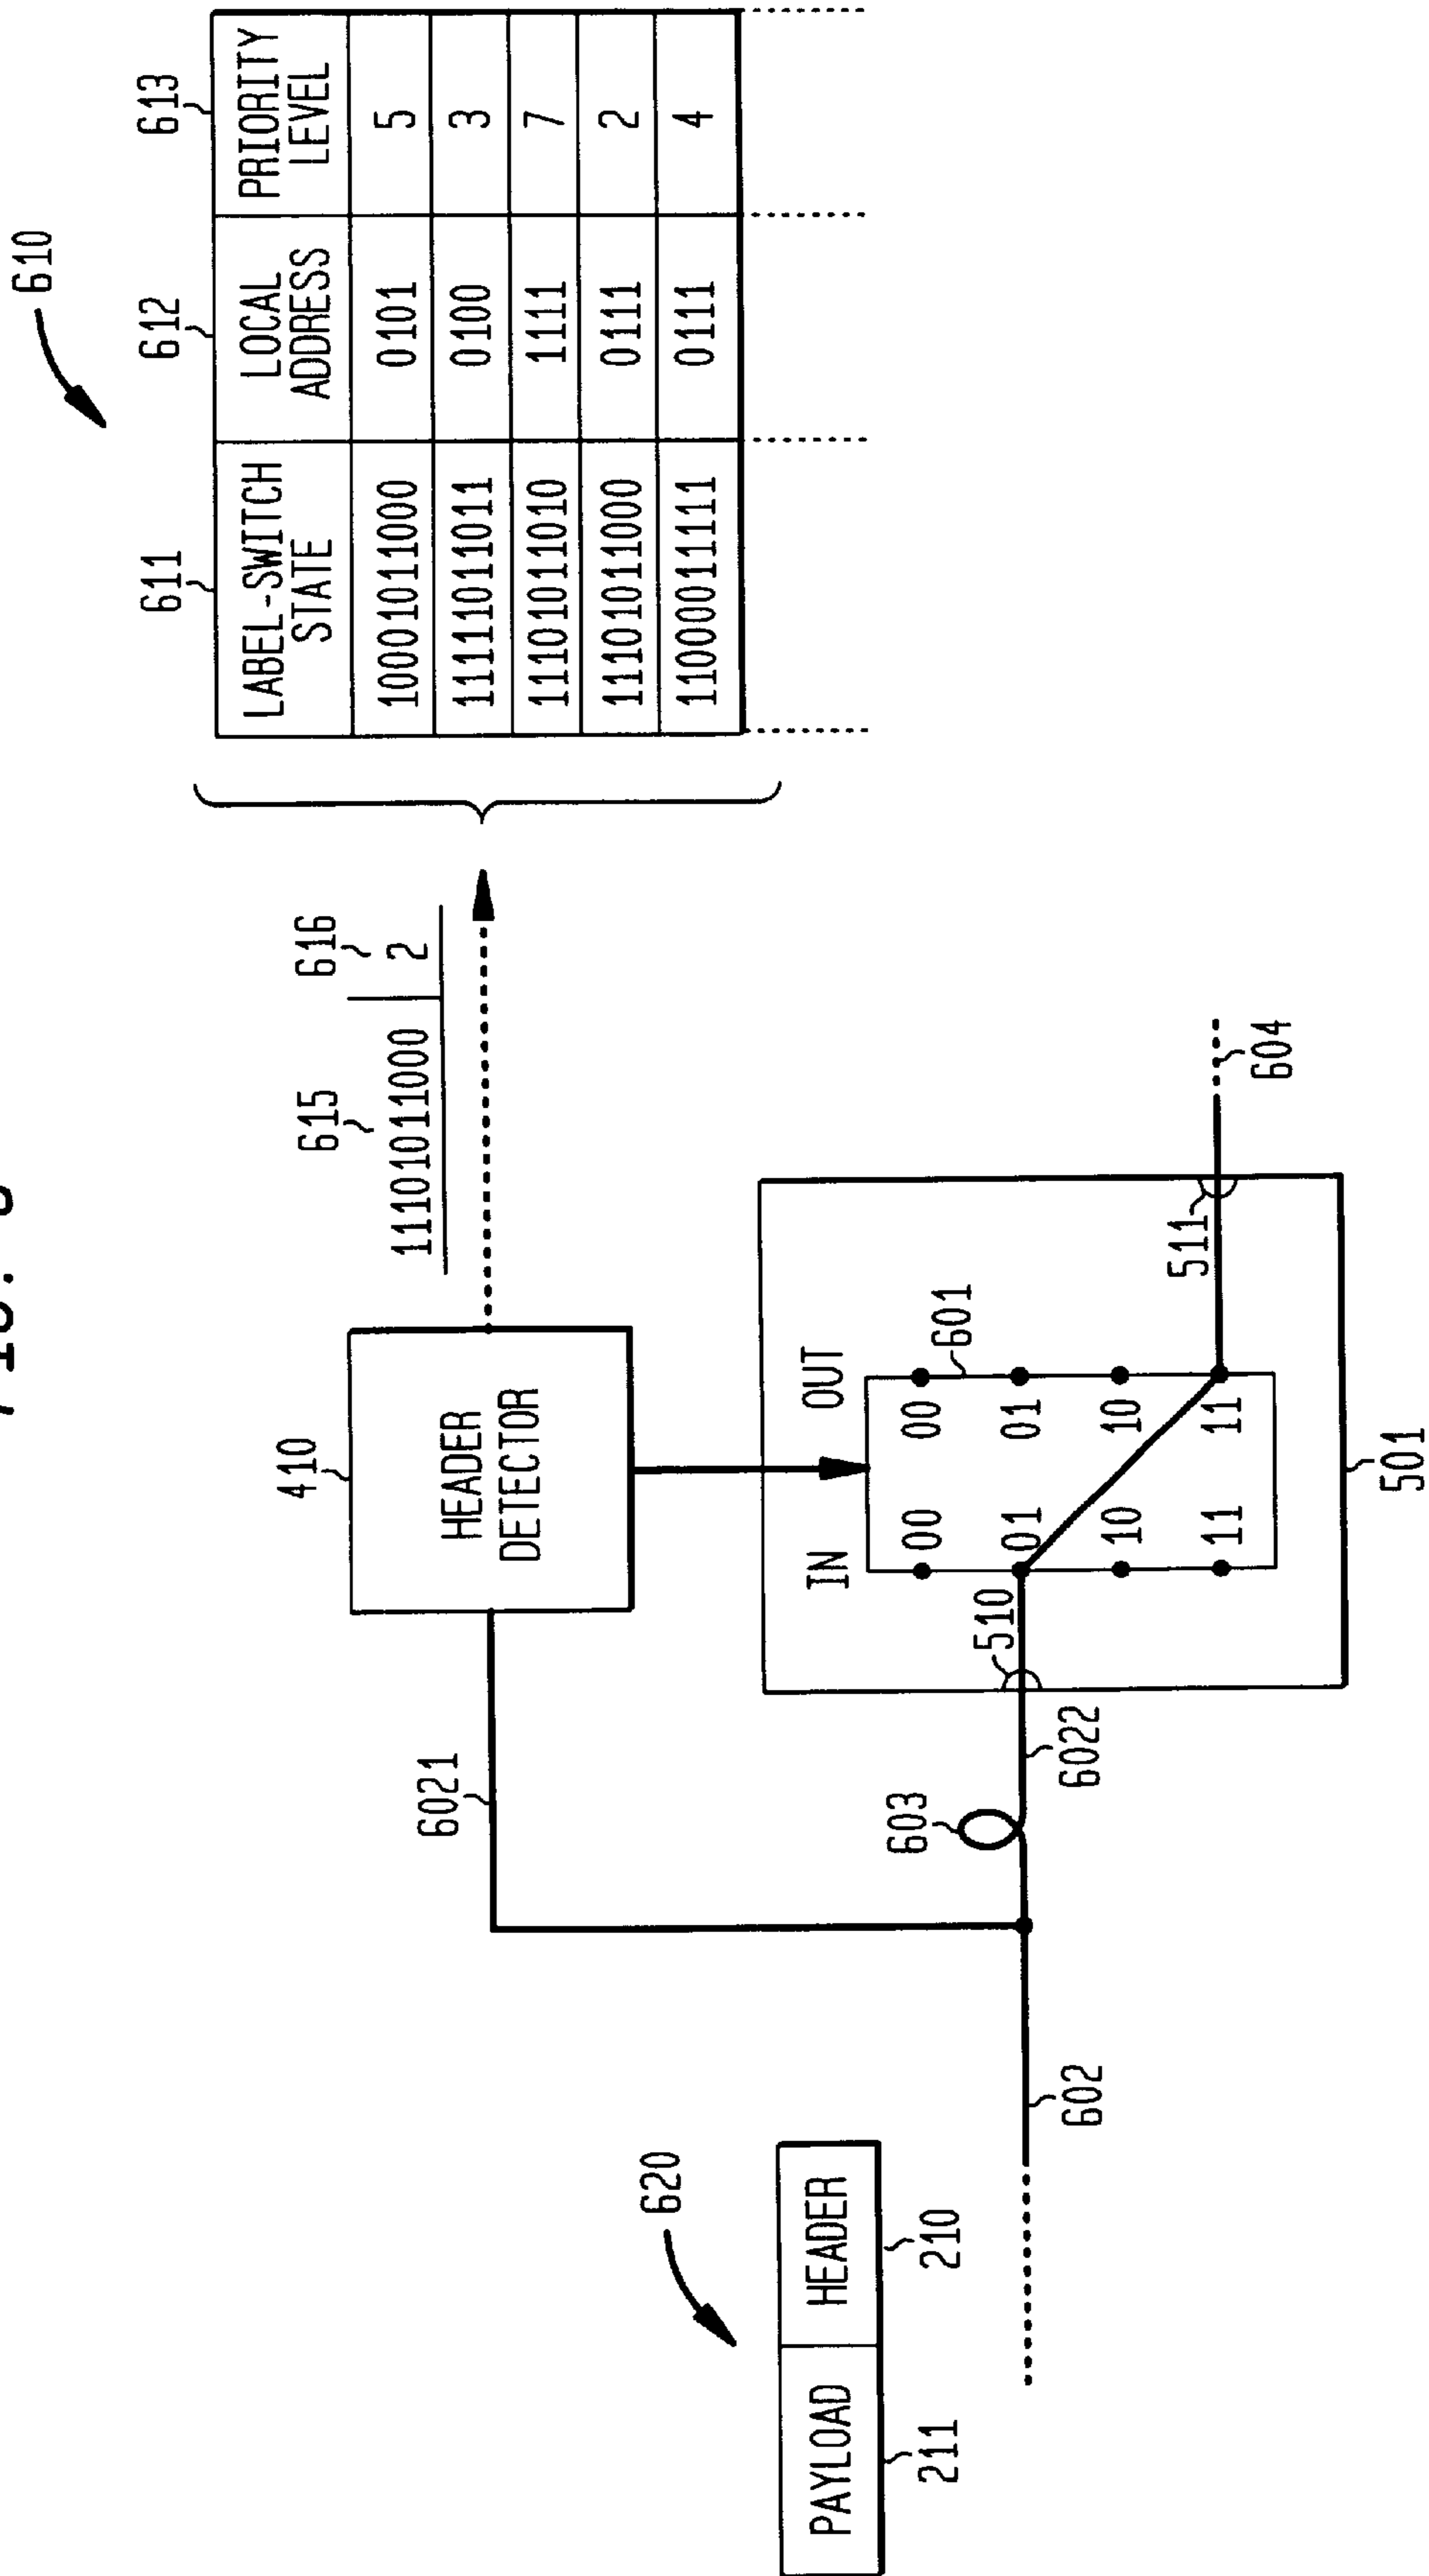 610
611
612
613
LABEL-SWITCH STATE
LOCAL ADDRESS
PRIORITY LEVEL
10001011000 0101 5
11111011011 0100 3
11101011010 1111 7
11101011000 0111 2
11000011111 0111 4
615
616
11101011000 2
410
HEADER
DETECTOR
6021
IN
OUT
00 00
601
01 01
10 10
11 11
510
511
603
6022
604
501
620
PAYLOAD
HEADER
211
210
602